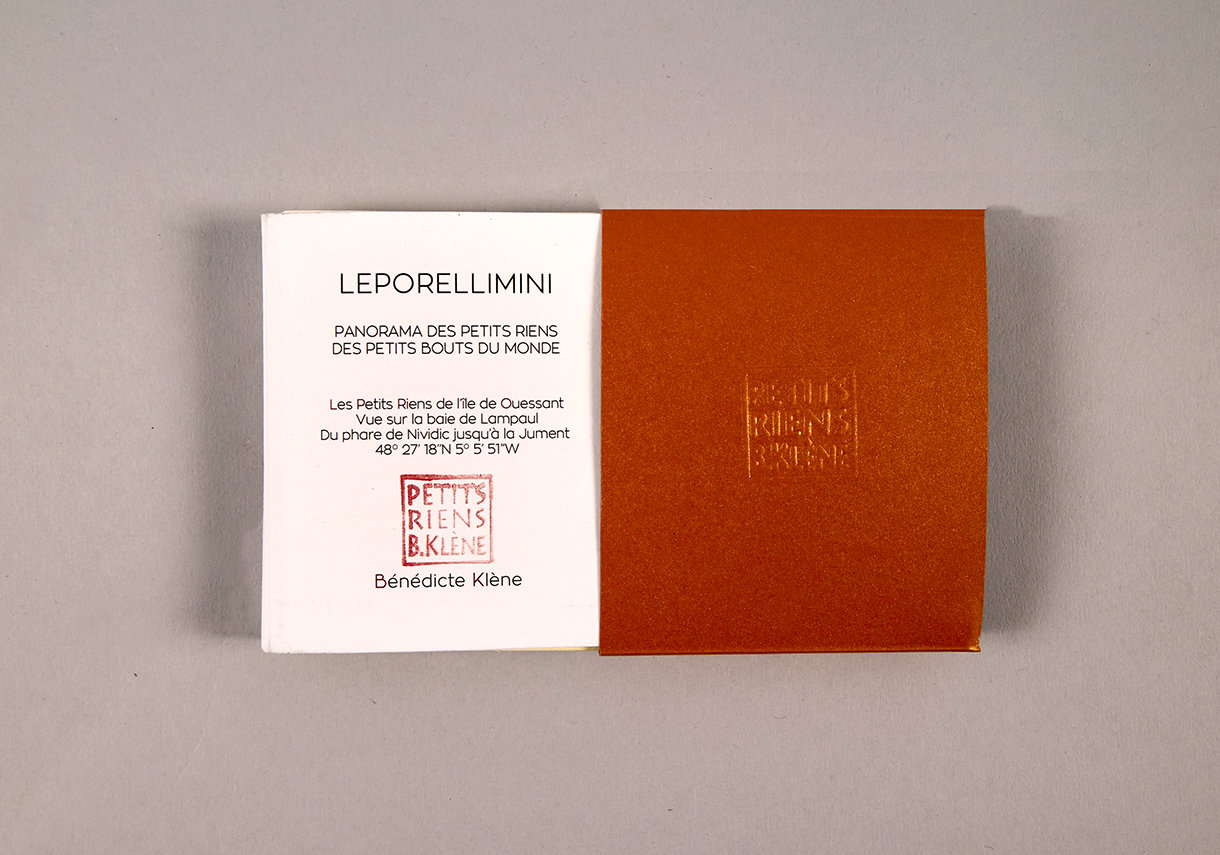 LEPORELLIMINI
PANORAMA DES PETITS RIENS
DES PETITS BOUTS DU MONDE
Les Petits Riens de l'île de Ouessant
Vue sur la baie de Lampaul
Du phare de Nividic jusqu'à la Jument
48° 27' 18"N 5° 5' 51"W
PETITS
RIENS
B.KLÈNE
Bénédicte Klène
PETITS
RIENS
B.KLÈNE